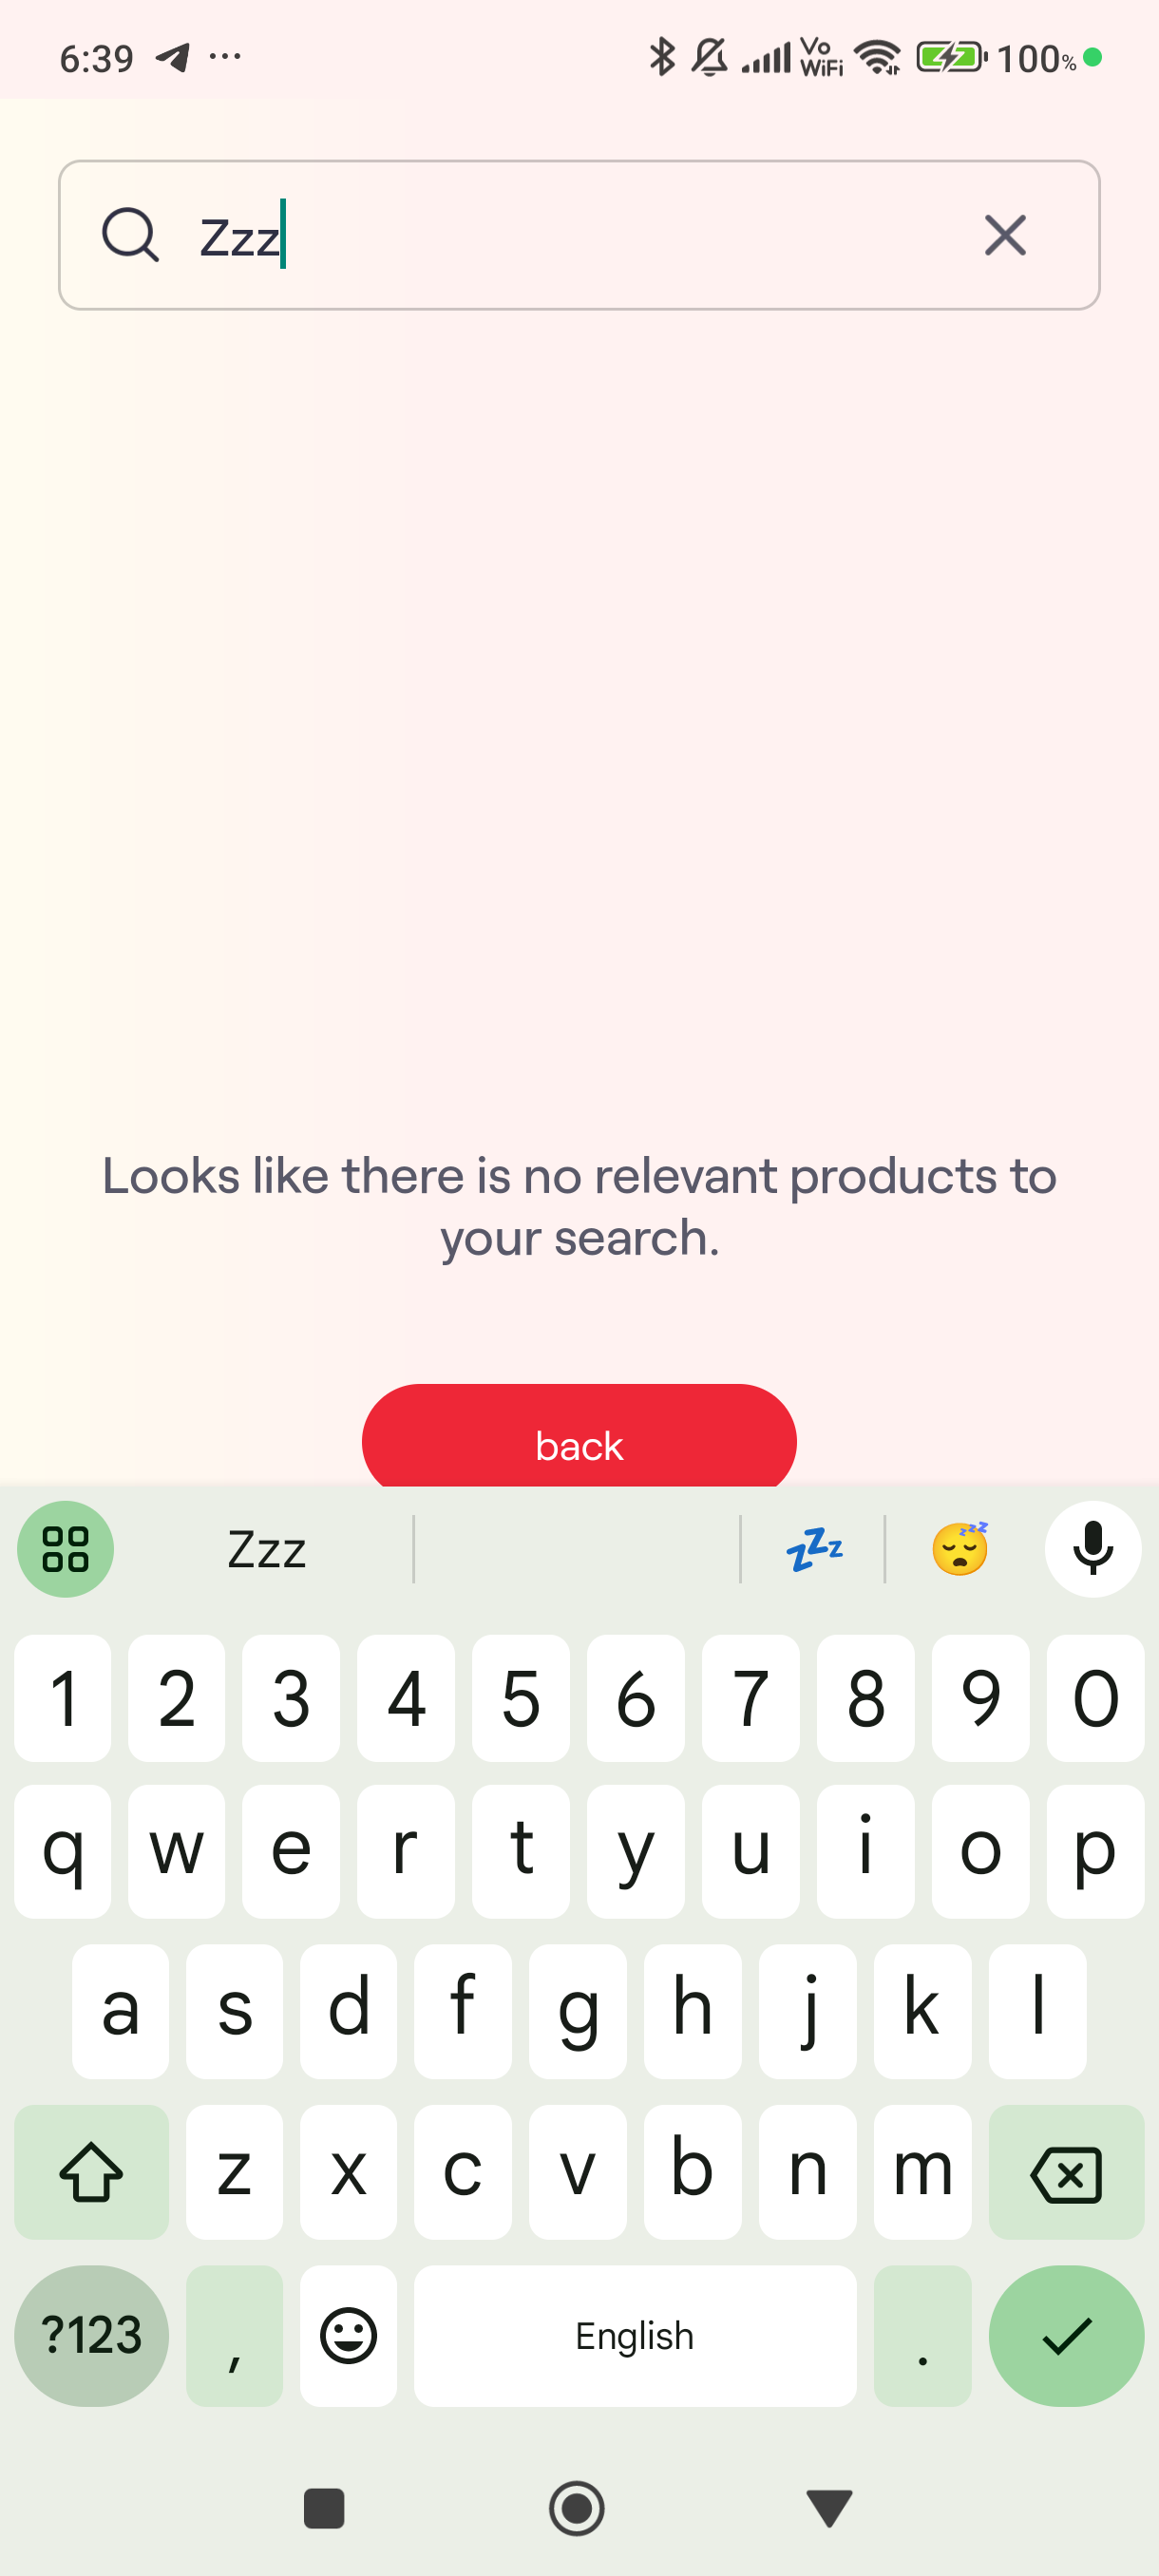 6:39 ... Vo WiFi 100%
Zzz
Looks like there is no relevant products to
your search.
back
Zzz 💤 😴
1 2 3 4 5 6 7 8 9 0
q w e r t y u i o p
a s d f g h j k l
z x c v b n m
?123 , English .